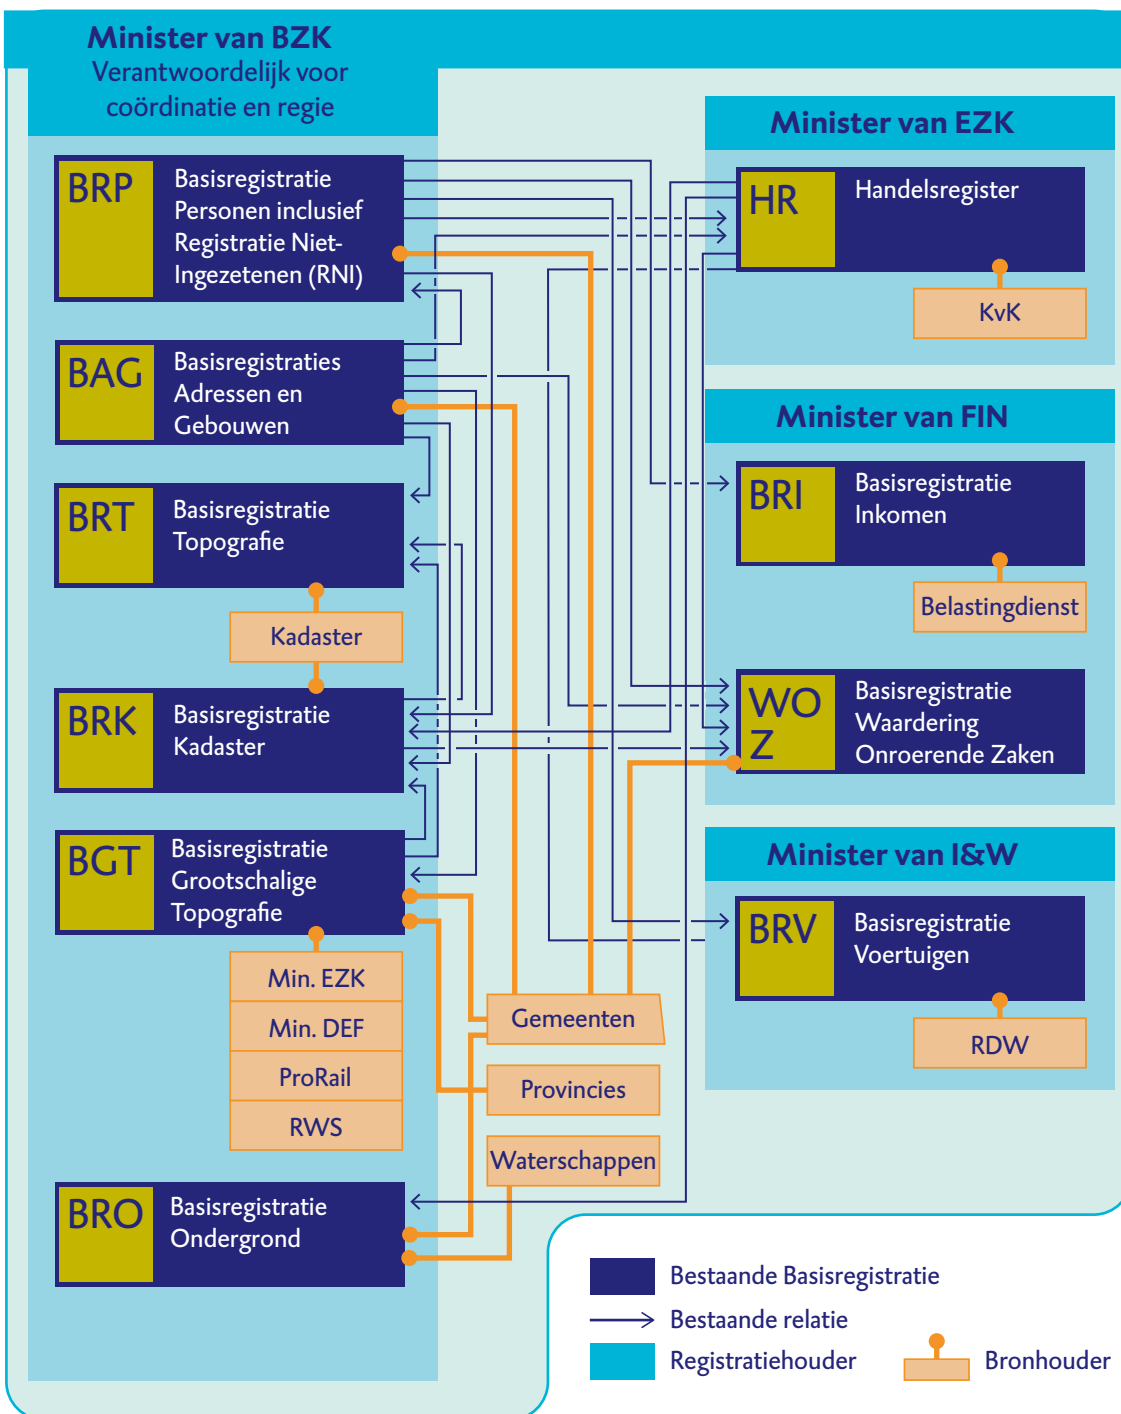 Minister van BZK
Verantwoordelijk voor
coördinatie en regie
BRP
Basisregistratie
Personen inclusief
Registratie Niet-
Ingezetenen (RNI)
BAG
Basisregistraties
Adressen en
Gebouwen
BRT
Basisregistratie
Topografie
Kadaster
BRK
Basisregistratie
Kadaster
BGT
Basisregistratie
Grootschalige
Topografie
Min. EZK
Min. DEF
ProRail
RWS
BRO
Basisregistratie
Ondergrond
Gemeenten
Provincies
Waterschappen
Minister van EZK
HR
Handelsregister
KvK
Minister van FIN
BRI
Basisregistratie
Inkomen
Belastingdienst
WO
Z
Basisregistratie
Waardering
Onroerende Zaken
Minister van I&W
BRV
Basisregistratie
Voertuigen
RDW
Bestaande Basisregistratie
Bestaande relatie
Registratiehouder
Bronhouder